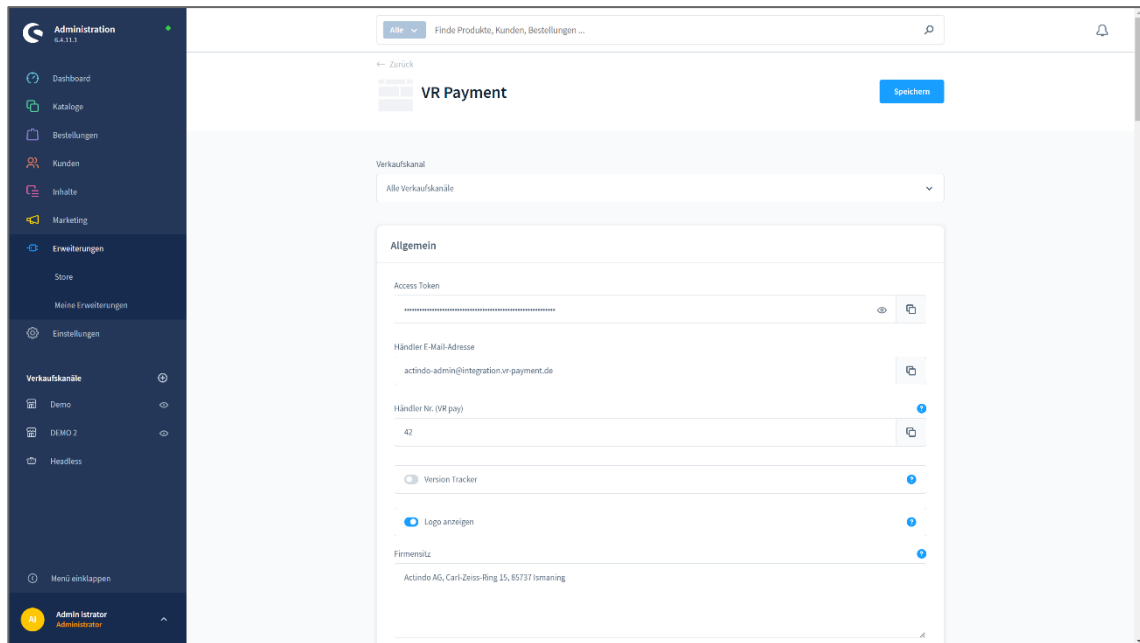 Administration
6.4.11.1
Dashboard
Kataloge
Bestellungen
Kunden
Inhalte
Marketing
Erweiterungen
Store
Meine Erweiterungen
Einstellungen
Verkaufskanäle
Demo
DEMO 2
Headless
Menü einklappen
AI
Admin istrator
Administrator
Alle
Finde Produkte, Kunden, Bestellungen ...
← Zurück
VR Payment
Speichern
Verkaufskanal
Alle Verkaufskanäle
Allgemein
Access Token
Händler E-Mail-Adresse
actindo-admin@integration.vr-payment.de
Händler Nr. (VR pay)
42
Version Tracker
Logo anzeigen
Firmensitz
Actindo AG, Carl-Zeiss-Ring 15, 85737 Ismaning